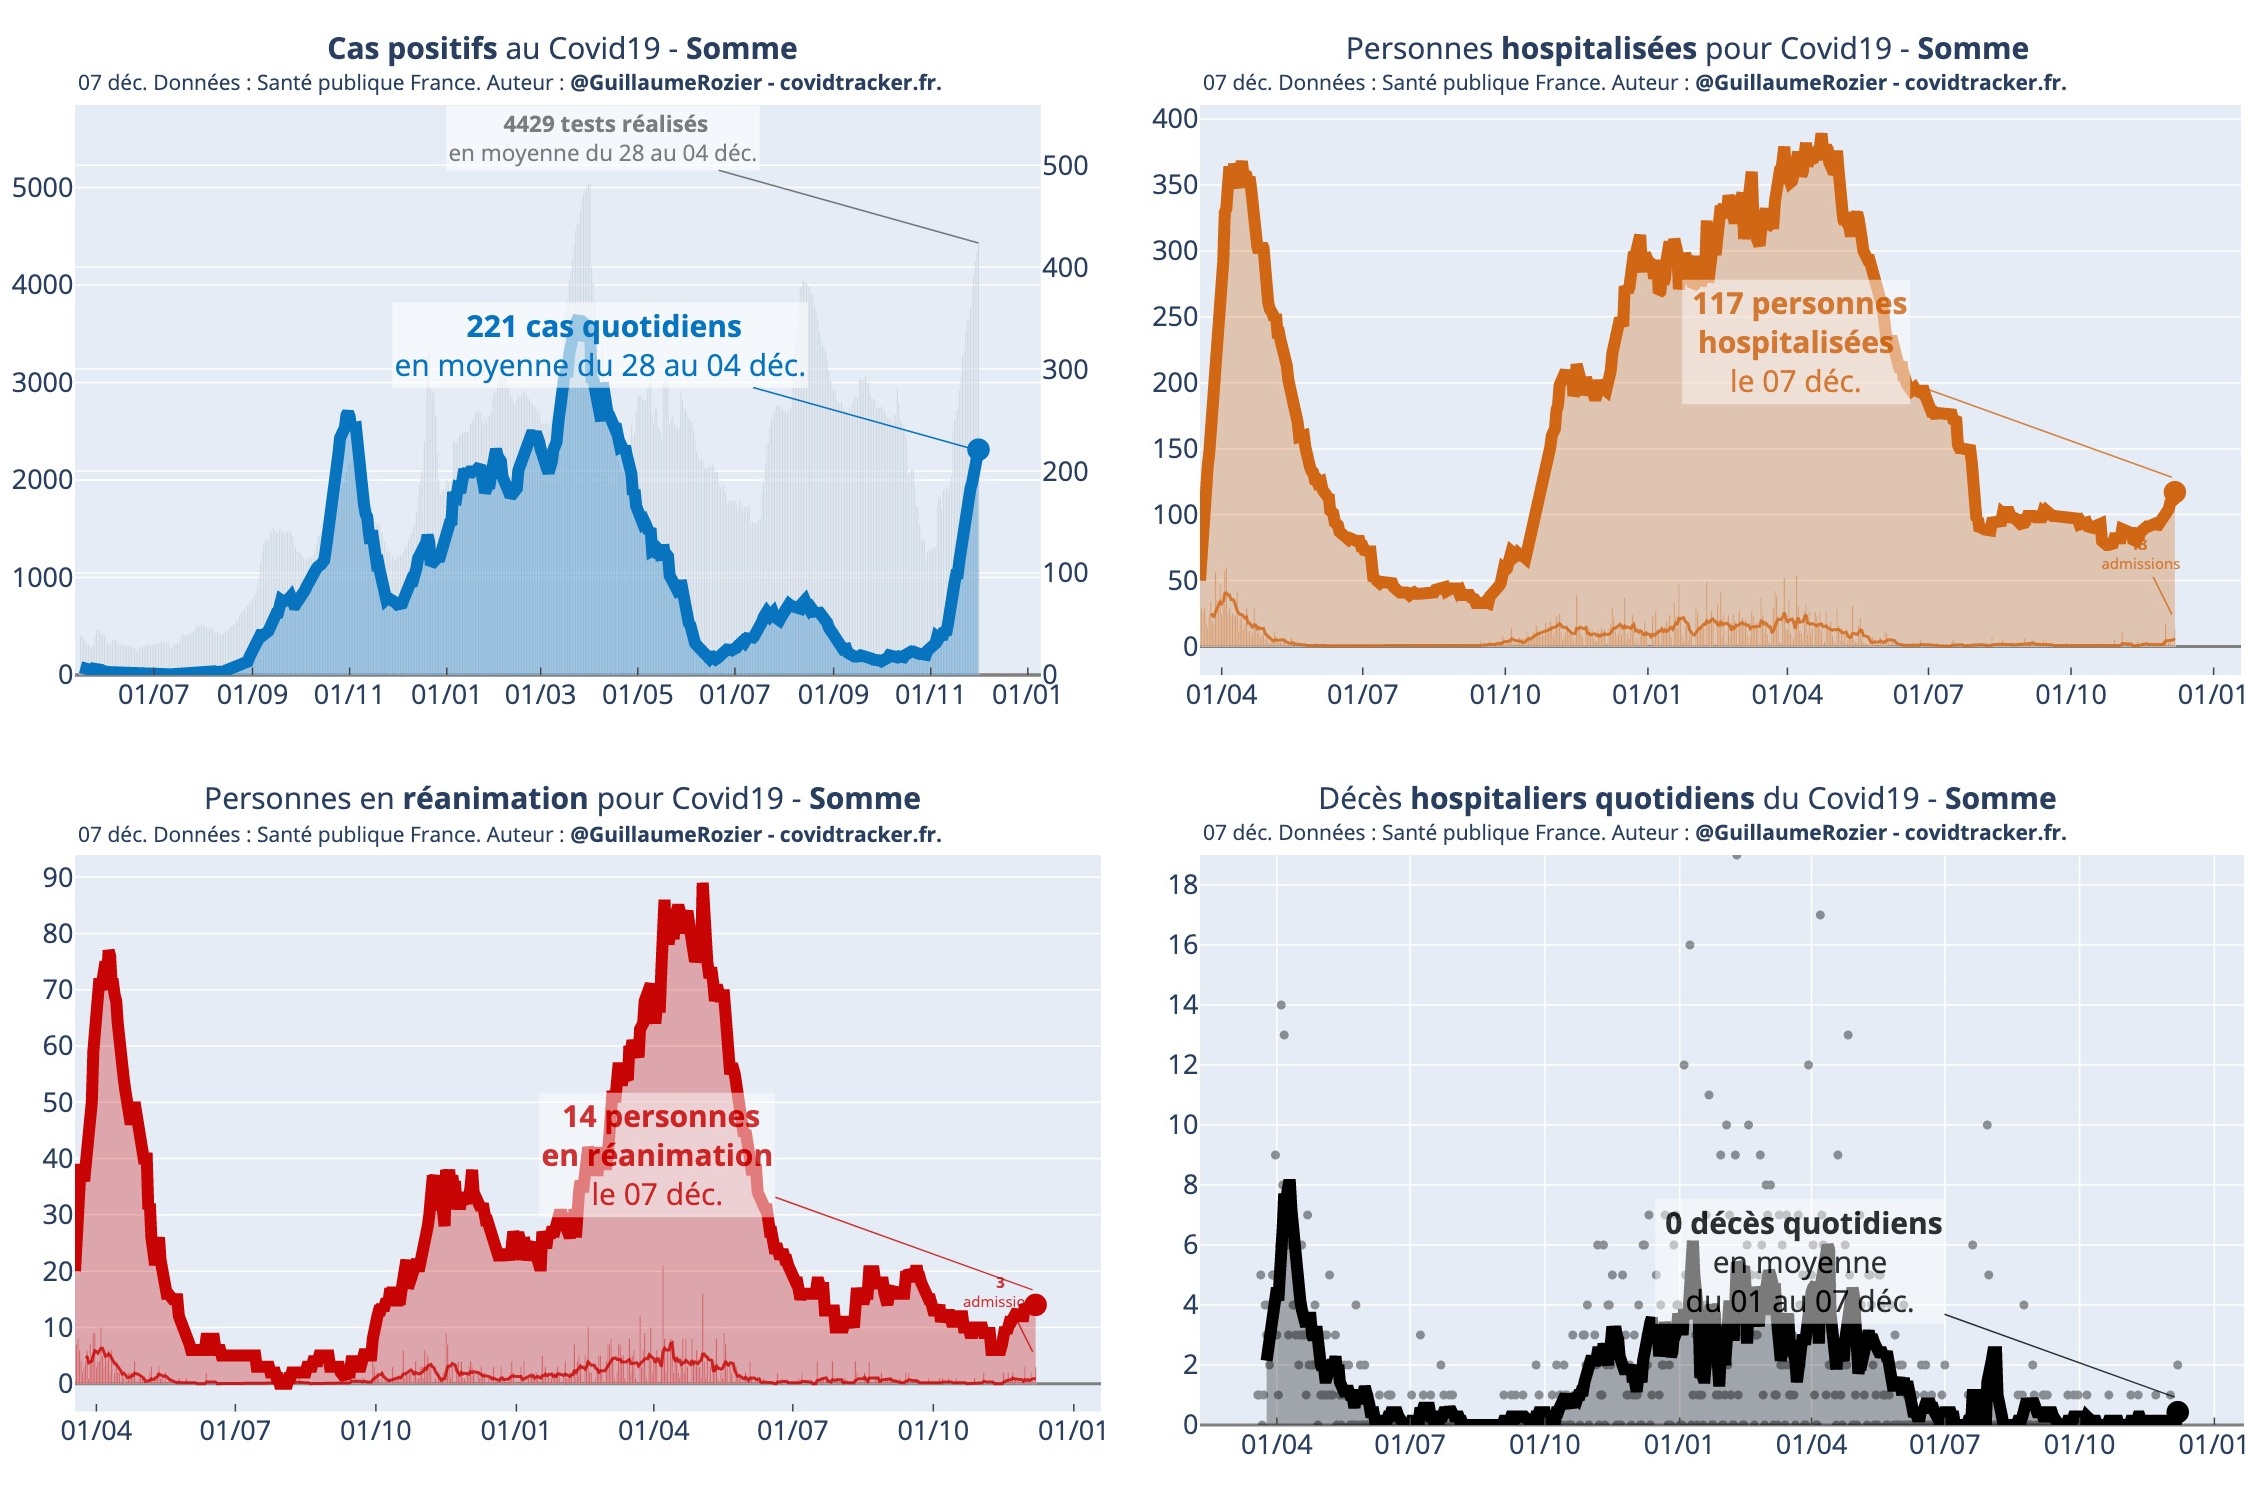 Cas positifs au Covid19 - Somme
07 déc. Données : Santé publique France. Auteur : @GuillaumeRozier - covidtracker.fr.
4429 tests réalisés
en moyenne du 28 au 04 déc.
221 cas quotidiens
en moyenne du 28 au 04 déc.
5000
4000
3000
2000
1000
0
500
400
300
200
100
0
01/07 01/09 01/11 01/01 01/03 01/05 01/07 01/09 01/11 01/01
Personnes hospitalisées pour Covid19 - Somme
07 déc. Données : Santé publique France. Auteur : @GuillaumeRozier - covidtracker.fr.
400
350
300
250
200
150
100
50
0
117 personnes
hospitalisées
le 07 déc.
admissions
01/04 01/07 01/10 01/01 01/04 01/07 01/10 01/01
Personnes en réanimation pour Covid19 - Somme
07 déc. Données : Santé publique France. Auteur : @GuillaumeRozier - covidtracker.fr.
90
80
70
60
50
40
30
20
10
0
14 personnes
en réanimation
le 07 déc.
3
admissio
01/04 01/07 01/10 01/01 01/04 01/07 01/10 01/01
Décès hospitaliers quotidiens du Covid19 - Somme
07 déc. Données : Santé publique France. Auteur : @GuillaumeRozier - covidtracker.fr.
18
16
14
12
10
8
6
4
2
0
0 décès quotidiens
en moyenne
du 01 au 07 déc.
01/04 01/07 01/10 01/01 01/04 01/07 01/10 01/01